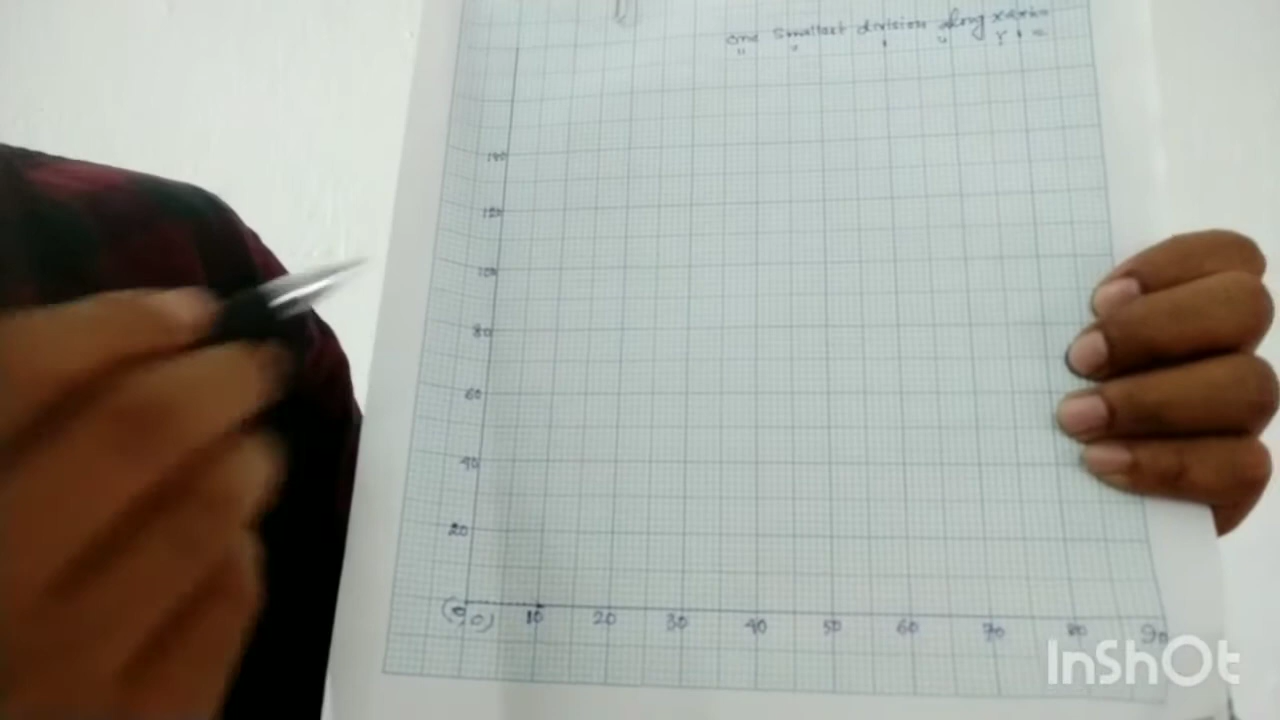 one smallest division along x axis =
" " " " Y " =
140
120
100
80
60
40
20
(0,0) 10 20 30 40 50 60 70 80 90
InShOt